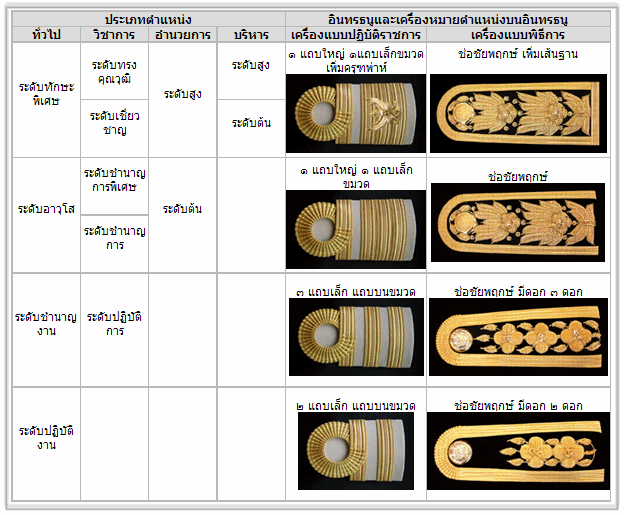 ประเภทตำแหน่ง
อินทรธนูและเครื่องหมายตำแหน่งบนอินทรธนู
ทั่วไป
วิชาการ
อำนวยการ
บริหาร
เครื่องแบบปฏิบัติราชการ
เครื่องแบบพิธีการ
ระดับทักษะ
พิเศษ
ระดับทรง
คุณวุฒิ
ระดับเชี่ยว
ชาญ
ระดับสูง
ระดับสูง
ระดับต้น
๑ แถบใหญ่ ๑แถบเล็กขมวด
เพิ่มครุฑพ่าห์
ช่อชัยพฤกษ์ เพิ่มเส้นฐาน
ระดับอาวุโส
ระดับชำนาญ
การพิเศษ
ระดับชำนาญ
การ
ระดับต้น
๑ แถบใหญ่ ๑ แถบเล็ก
ขมวด
ช่อชัยพฤกษ์
ระดับชำนาญ
งาน
ระดับปฏิบัติ
การ
๓ แถบเล็ก แถบบนขมวด
ช่อชัยพฤกษ์ มีดอก ๓ ดอก
ระดับปฏิบัติ
งาน
๒ แถบเล็ก แถบบนขมวด
ช่อชัยพฤกษ์ มีดอก ๒ ดอก